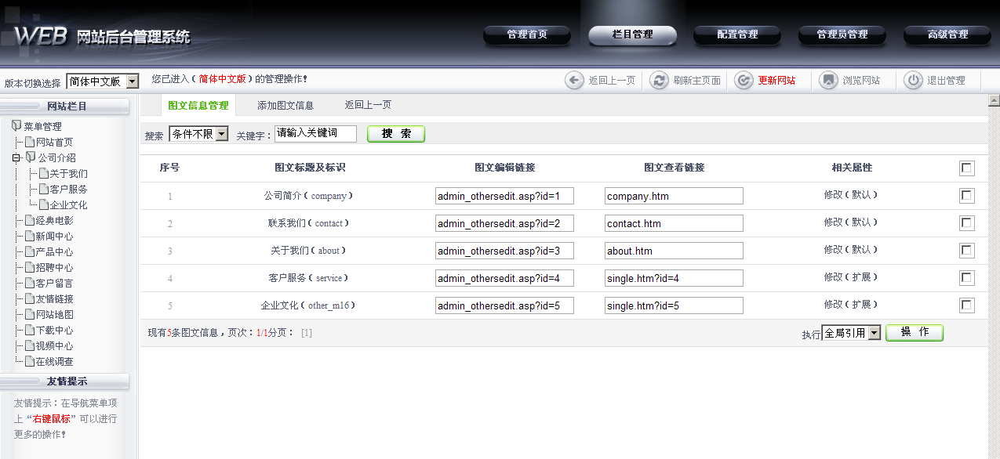 WEB 网站后台管理系统
管理首页 栏目管理 配置管理 管理员管理 高级管理
版本切换选择 简体中文版 您已进入（简体中文版）的管理操作！ 返回上一页 刷新主页面 更新网站 浏览网站 退出管理
网站栏目
菜单管理
网站首页
公司介绍
关于我们
客户服务
企业文化
经典电影
新闻中心
产品中心
招聘中心
客户留言
友情链接
网站地图
下载中心
视频中心
在线调查
友情提示
友情提示：在导航菜单项
上“右键鼠标”可以进行
更多的操作！
图文信息管理 添加图文信息 返回上一页
搜索 条件不限 关键字： 请输入关键词 搜 索
序号 图文标题及标识 图文编辑链接 图文查看链接 相关属性
1 公司简介（company） admin_othersedit.asp?id=1 company.htm 修改（默认）
2 联系我们（contact） admin_othersedit.asp?id=2 contact.htm 修改（默认）
3 关于我们（about） admin_othersedit.asp?id=3 about.htm 修改（默认）
4 客户服务（service） admin_othersedit.asp?id=4 single.htm?id=4 修改（扩展）
5 企业文化（other_m16） admin_othersedit.asp?id=5 single.htm?id=5 修改（扩展）
现有5条图文信息，页次：1/1分页： [1] 执行 全局引用 操 作